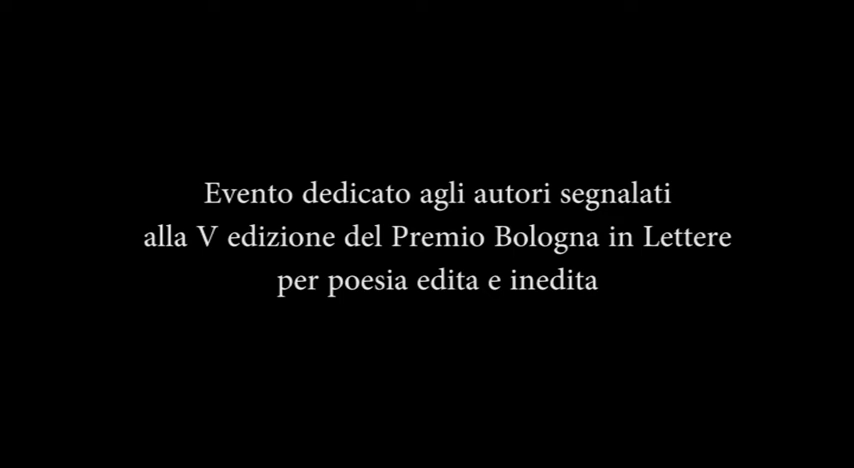 Evento dedicato agli autori segnalati
alla V edizione del Premio Bologna in Lettere
per poesia edita e inedita